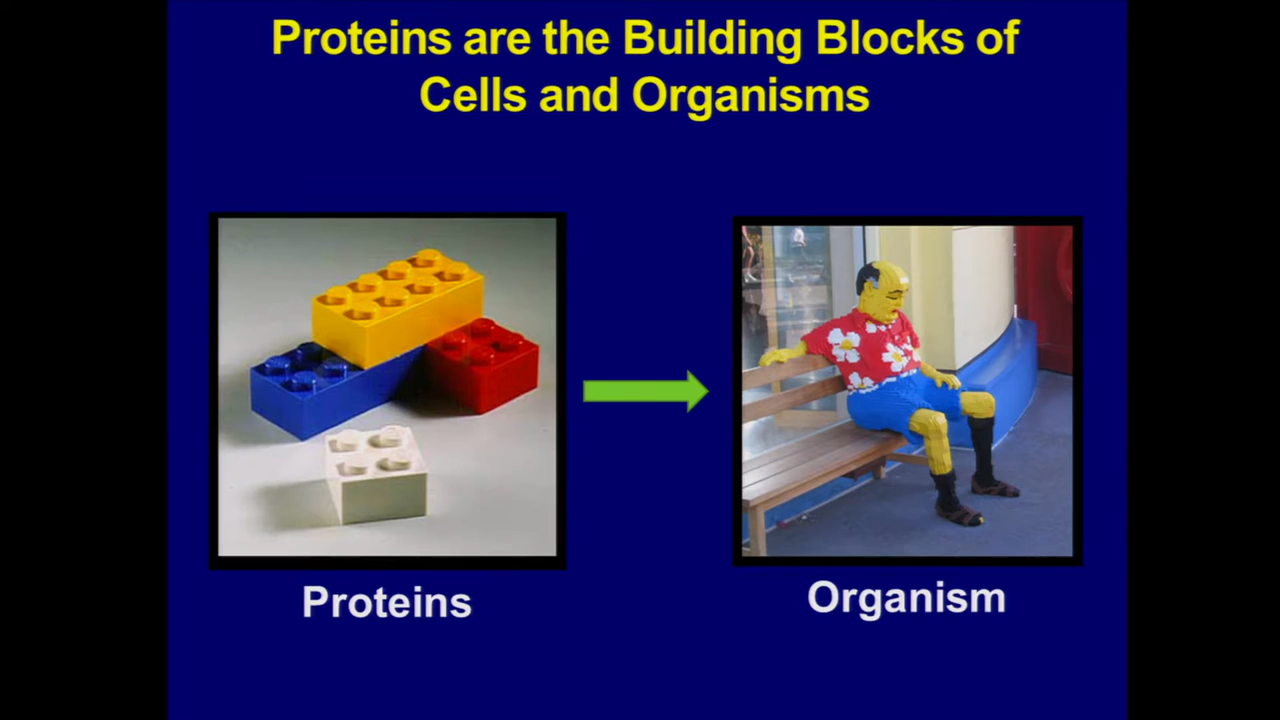 Proteins are the Building Blocks of
Cells and Organisms
Proteins
Organism